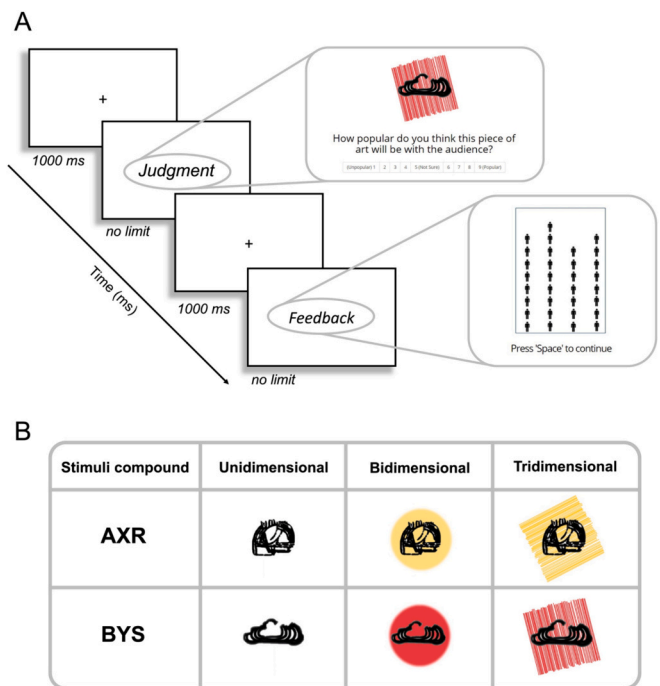 A
+
1000 ms
Judgment
no limit
+
1000 ms
Feedback
no limit
Time (ms)
How popular do you think this piece of
art will be with the audience?
(Unpopular) 1 2 3 4 5 (Not Sure) 6 7 8 9 (Popular)
Press 'Space' to continue
B
Stimuli compound Unidimensional Bidimensional Tridimensional
AXR
BYS